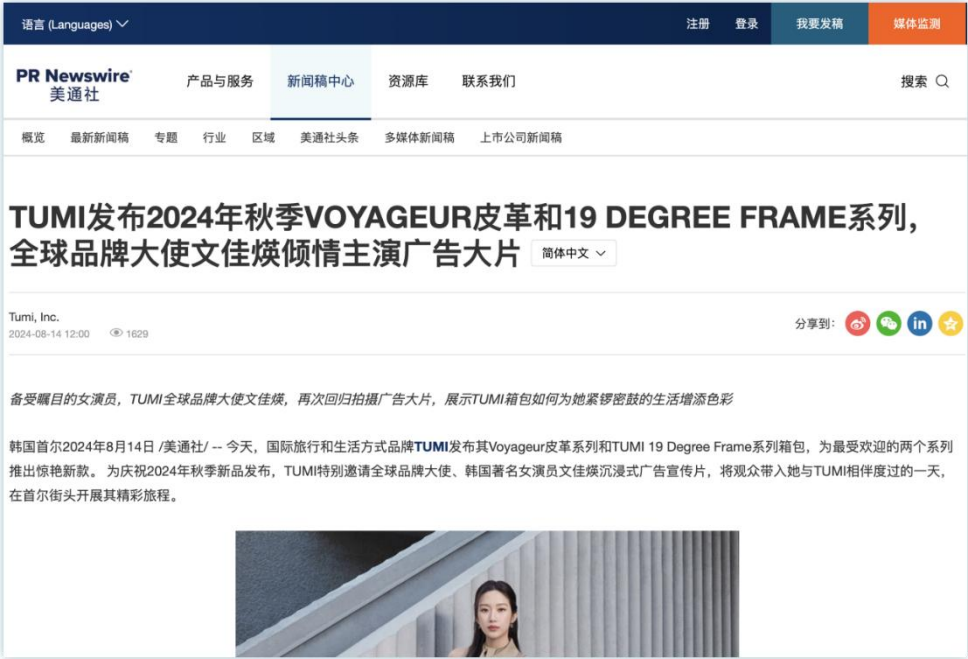 语言 (Languages)
注册 登录 我要发稿 媒体监测
PR Newswire
美通社
产品与服务 新闻稿中心 资源库 联系我们 搜索
概览 最新新闻稿 专题 行业 区域 美通社头条 多媒体新闻稿 上市公司新闻稿
TUMI发布2024年秋季VOYAGEUR皮革和19 DEGREE FRAME系列，
全球品牌大使文佳煐倾情主演广告大片 简体中文
Tumi, Inc.
2024-08-14 12:00 1629
分享到：
in
备受瞩目的女演员，TUMI全球品牌大使文佳煐，再次回归拍摄广告大片，展示TUMI箱包如何为她紧锣密鼓的生活增添色彩
韩国首尔2024年8月14日 /美通社/ -- 今天，国际旅行和生活方式品牌TUMI发布其Voyageur皮革系列和TUMI 19 Degree Frame系列箱包，为最受欢迎的两个系列
推出惊艳新款。 为庆祝2024年秋季新品发布，TUMI特别邀请全球品牌大使、韩国著名女演员文佳煐沉浸式广告宣传片，将观众带入她与TUMI相伴度过的一天，
在首尔街头开展其精彩旅程。